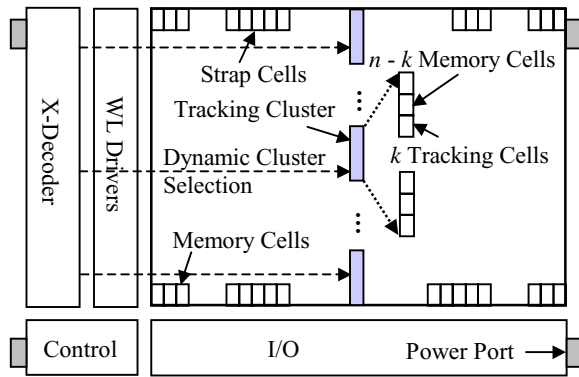 X-Decoder
WL Drivers
Strap Cells
n - k Memory Cells
Tracking Cluster
k Tracking Cells
Dynamic Cluster
Selection
Memory Cells
Control
I/O
Power Port